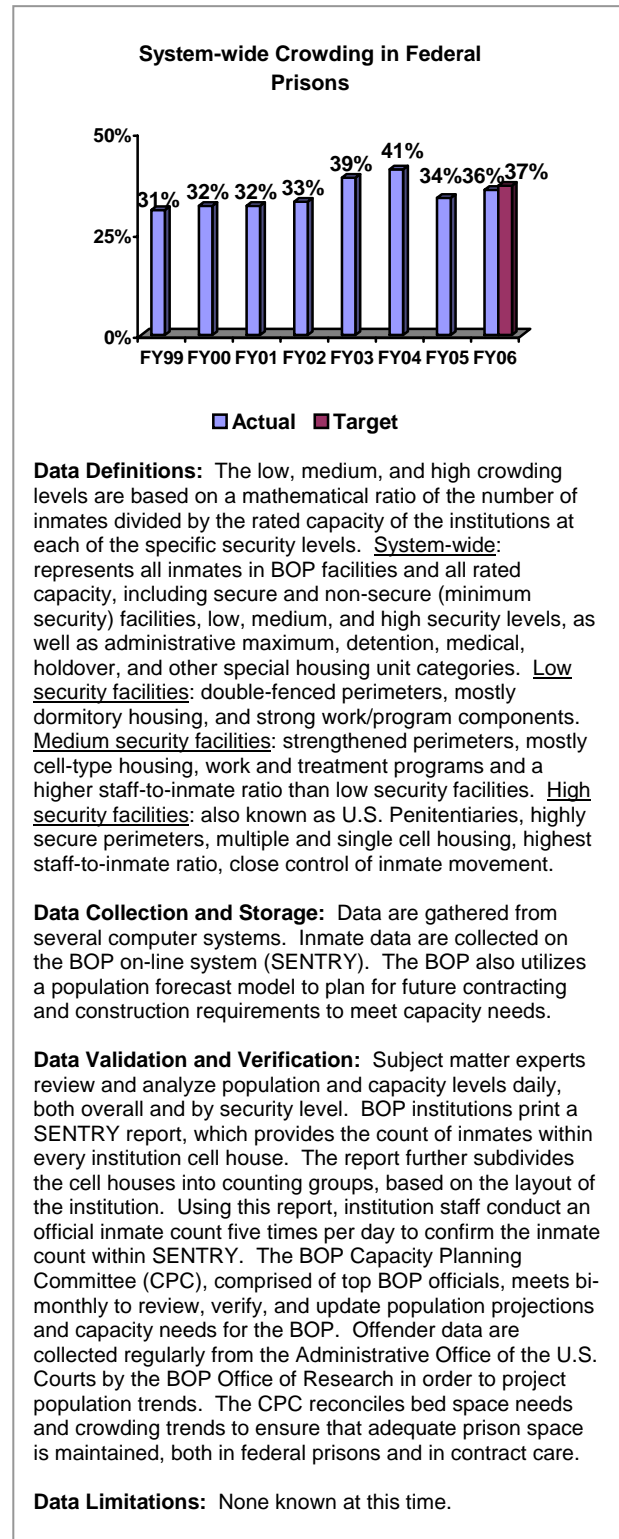 System-wide Crowding in Federal
Prisons
50%
25%
0%
31% 32% 32% 33% 39% 41% 34% 36% 37%
FY99 FY00 FY01 FY02 FY03 FY04 FY05 FY06
Actual Target
Data Definitions: The low, medium, and high crowding
levels are based on a mathematical ratio of the number of
inmates divided by the rated capacity of the institutions at
each of the specific security levels. System-wide:
represents all inmates in BOP facilities and all rated
capacity, including secure and non-secure (minimum
security) facilities, low, medium, and high security levels, as
well as administrative maximum, detention, medical,
holdover, and other special housing unit categories. Low
security facilities: double-fenced perimeters, mostly
dormitory housing, and strong work/program components.
Medium security facilities: strengthened perimeters, mostly
cell-type housing, work and treatment programs and a
higher staff-to-inmate ratio than low security facilities. High
security facilities: also known as U.S. Penitentiaries, highly
secure perimeters, multiple and single cell housing, highest
staff-to-inmate ratio, close control of inmate movement.
Data Collection and Storage: Data are gathered from
several computer systems. Inmate data are collected on
the BOP on-line system (SENTRY). The BOP also utilizes
a population forecast model to plan for future contracting
and construction requirements to meet capacity needs.
Data Validation and Verification: Subject matter experts
review and analyze population and capacity levels daily,
both overall and by security level. BOP institutions print a
SENTRY report, which provides the count of inmates within
every institution cell house. The report further subdivides
the cell houses into counting groups, based on the layout of
the institution. Using this report, institution staff conduct an
official inmate count five times per day to confirm the inmate
count within SENTRY. The BOP Capacity Planning
Committee (CPC), comprised of top BOP officials, meets bi-
monthly to review, verify, and update population projections
and capacity needs for the BOP. Offender data are
collected regularly from the Administrative Office of the U.S.
Courts by the BOP Office of Research in order to project
population trends. The CPC reconciles bed space needs
and crowding trends to ensure that adequate prison space
is maintained, both in federal prisons and in contract care.
Data Limitations: None known at this time.